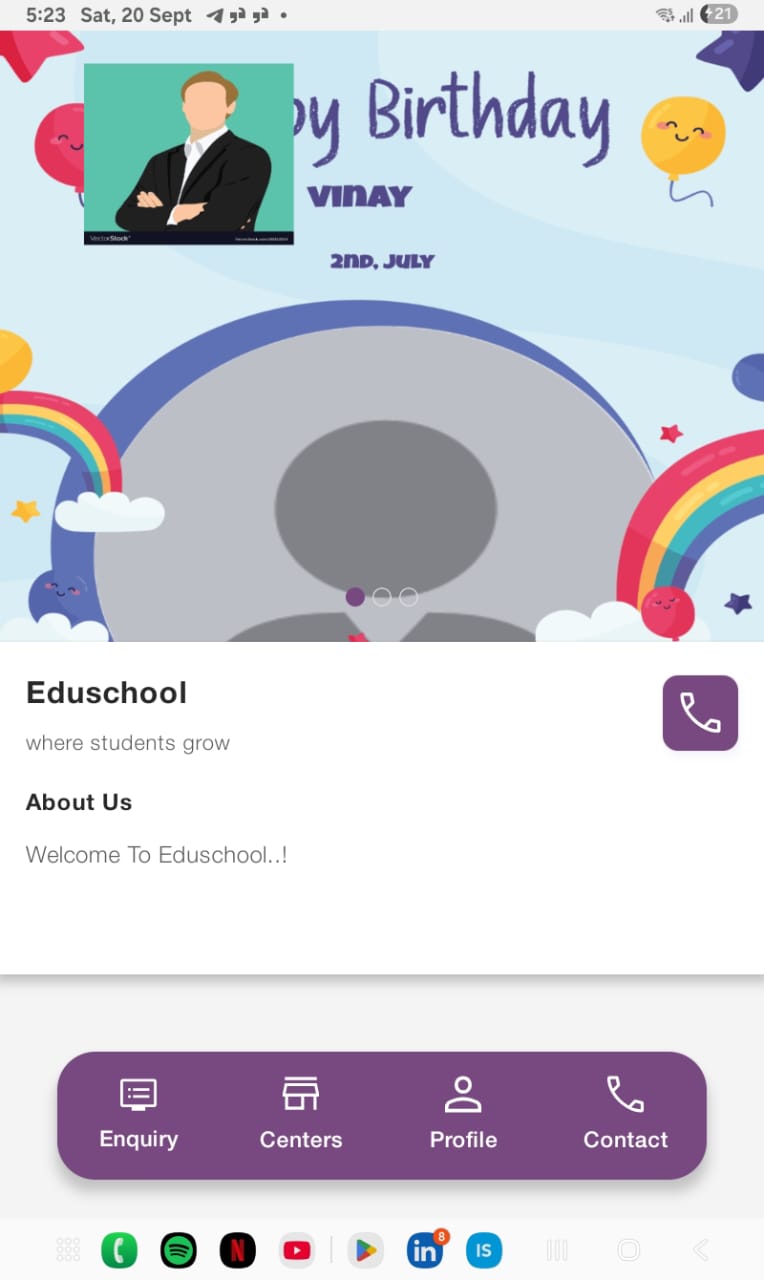 5:23 Sat, 20 Sept
21
py Birthday
VINAY
2ND, JULY
VectorStock
Eduschool
where students grow
About Us
Welcome To Eduschool..!
Enquiry
Centers
Profile
Contact
N
in
8
IS